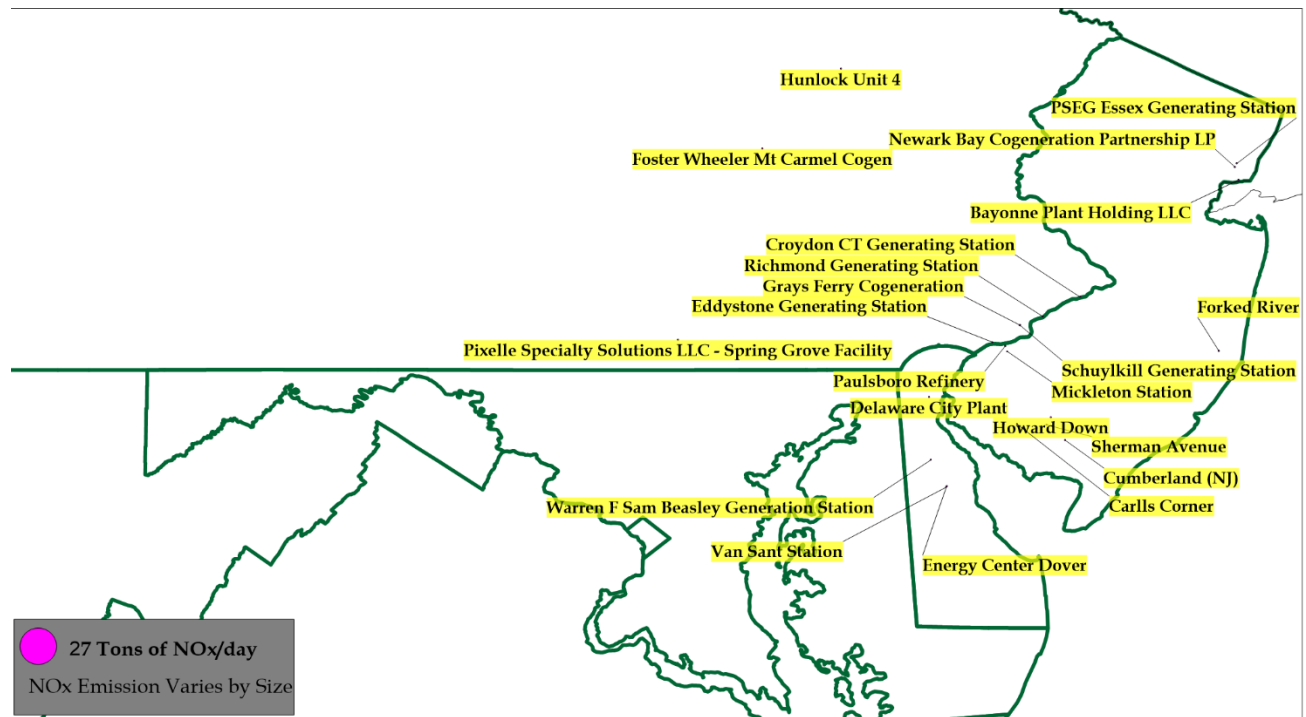 Hunlock Unit 4
PSEG Essex Generating Station
Newark Bay Cogeneration Partnership LP
Foster Wheeler Mt Carmel Cogen
Bayonne Plant Holding LLC
Croydon CT Generating Station
Richmond Generating Station
Grays Ferry Cogeneration
Eddystone Generating Station
Forked River
Pixelle Specialty Solutions LLC - Spring Grove Facility
Schuylkill Generating Station
Paulsboro Refinery
Mickleton Station
Delaware City Plant
Howard Down
Sherman Avenue
Cumberland (NJ)
Warren F Sam Beasley Generation Station
Carlls Corner
Van Sant Station
Energy Center Dover
27 Tons of NOx/day
NOx Emission Varies by Size